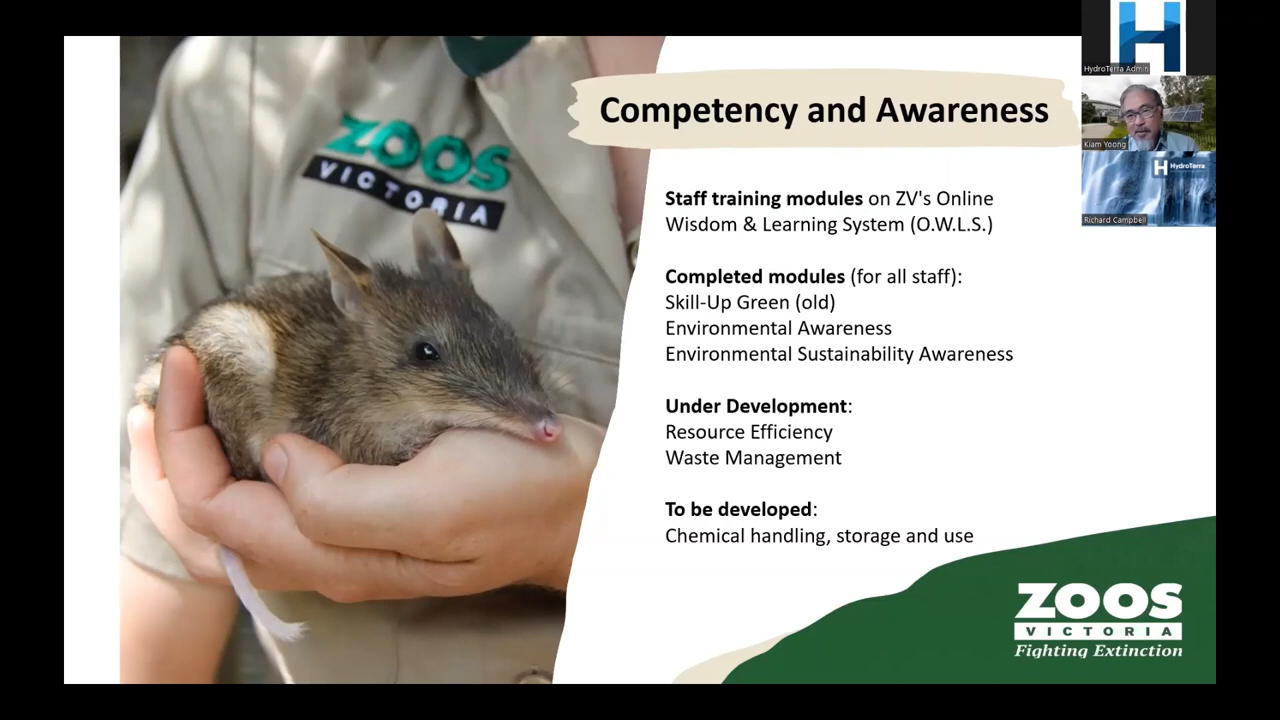 ZOOS
VICTORIA
Competency and Awareness
Staff training modules on ZV's Online
Wisdom & Learning System (O.W.L.S.)
Completed modules (for all staff):
Skill-Up Green (old)
Environmental Awareness
Environmental Sustainability Awareness
Under Development:
Resource Efficiency
Waste Management
To be developed:
Chemical handling, storage and use
ZOOS
VICTORIA
Fighting Extinction
H
HydroTerra Admin
Kiam Yoong
H HydroTerra
Richard Campbell